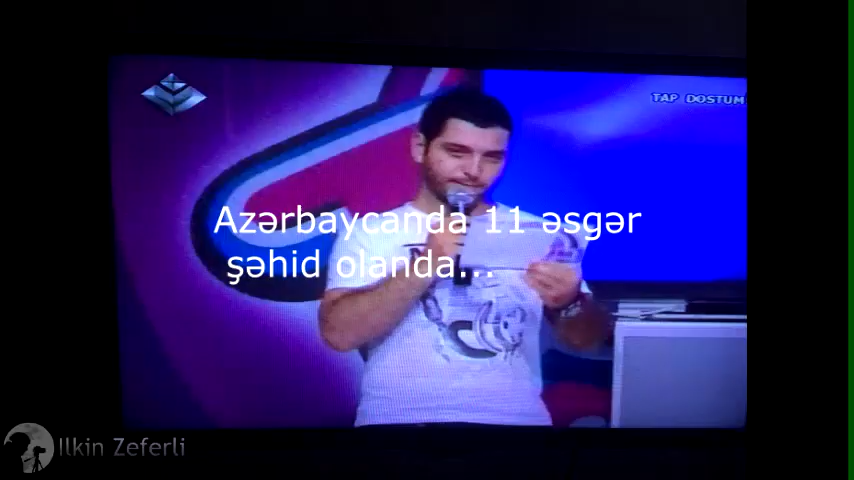 TAP DOSTUM
Azərbaycanda 11 əsgər
şəhid olanda...
Ilkin Zeferli